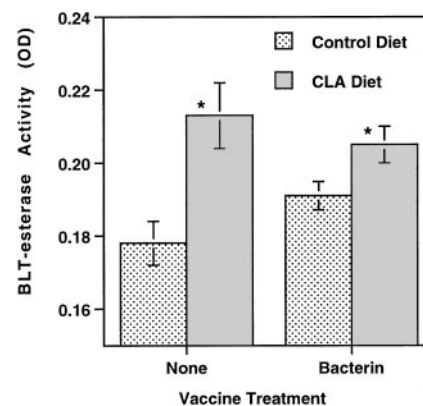 BLT-esterase Activity (OD)
0.24
0.22
0.20
0.18
0.16
Control Diet
CLA Diet
*
*
None
Bacterin
Vaccine Treatment